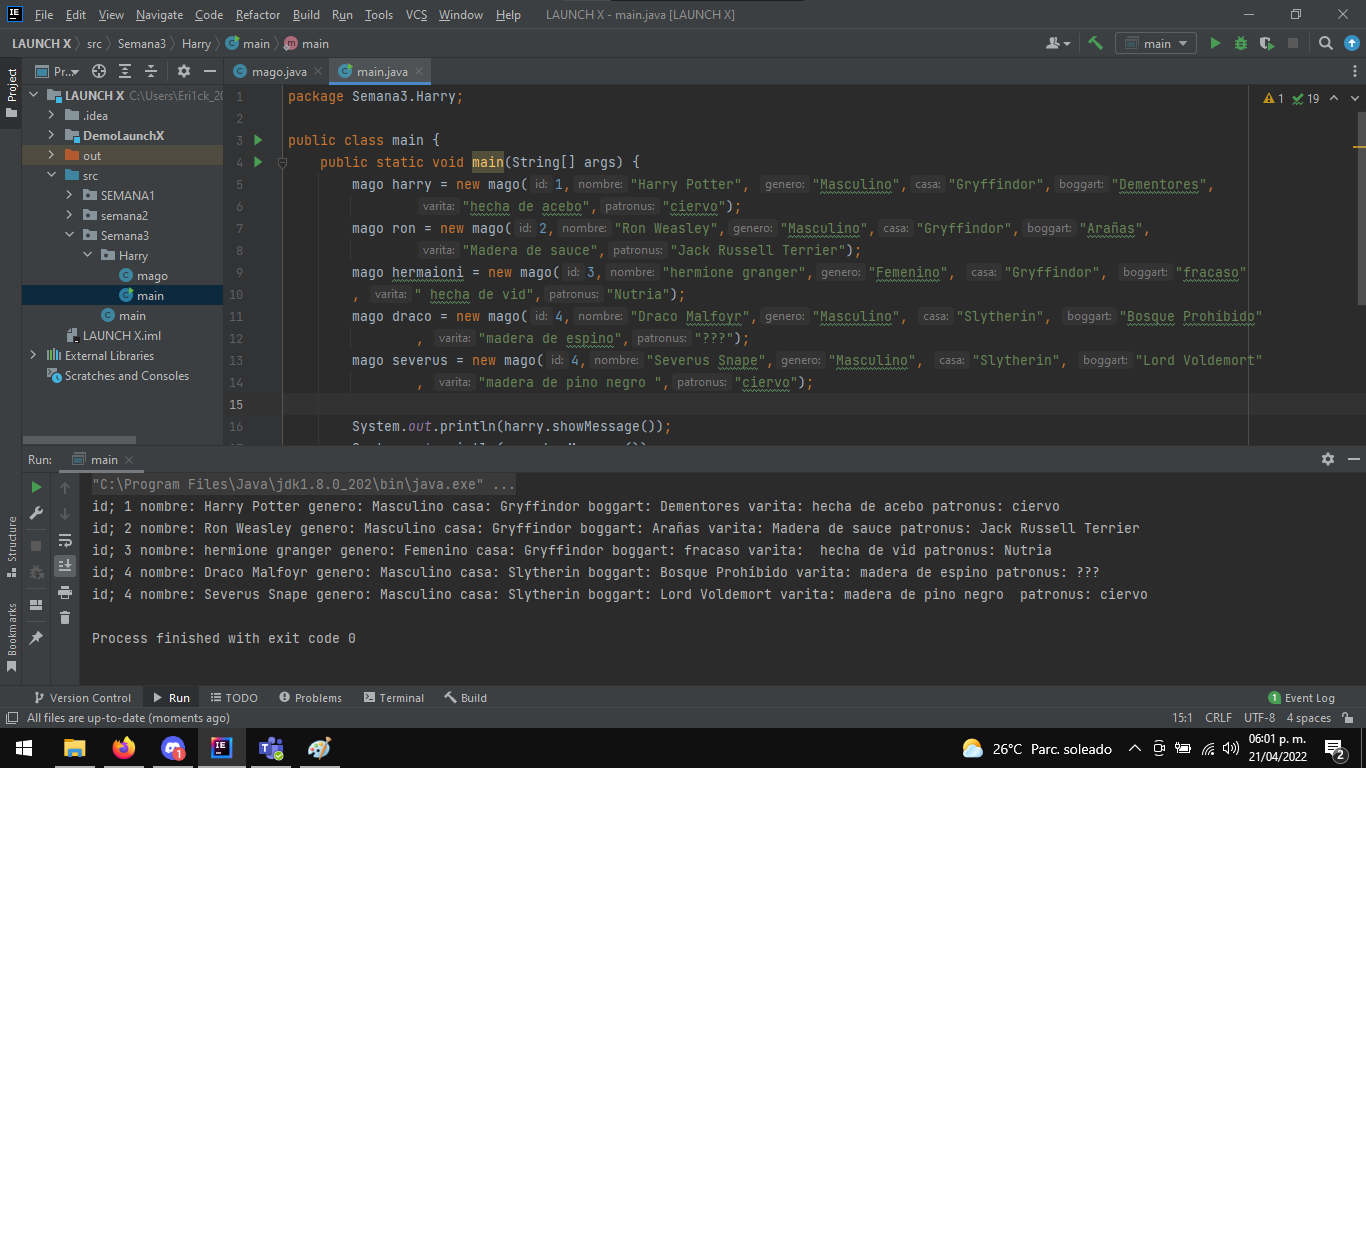 File Edit View Navigate Code Refactor Build Run Tools VCS Window Help LAUNCH X - main.java [LAUNCH X]
LAUNCH X src Semana3 Harry main main
main
Project
Pr...
LAUNCH X C:\Users\Eri1ck_20
.idea
DemoLaunchX
out
src
SEMANA1
semana2
Semana3
Harry
mago
main
main
LAUNCH X.iml
External Libraries
Scratches and Consoles
mago.java main.java
1 19
1 package Semana3.Harry;
2
3 public class main {
4 public static void main(String[] args) {
5 mago harry = new mago( id: 1, nombre: "Harry Potter", genero: "Masculino", casa: "Gryffindor", boggart: "Dementores",
6 varita: "hecha de acebo", patronus: "ciervo");
7 mago ron = new mago( id: 2, nombre: "Ron Weasley", genero: "Masculino", casa: "Gryffindor", boggart: "Arañas",
8 varita: "Madera de sauce", patronus: "Jack Russell Terrier");
9 mago hermaioni = new mago( id: 3, nombre: "hermione granger", genero: "Femenino", casa: "Gryffindor", boggart: "fracaso"
10 , varita: " hecha de vid", patronus: "Nutria");
11 mago draco = new mago( id: 4, nombre: "Draco Malfoyr", genero: "Masculino", casa: "Slytherin", boggart: "Bosque Prohíbido"
12 , varita: "madera de espino", patronus: "???");
13 mago severus = new mago( id: 4, nombre: "Severus Snape", genero: "Masculino", casa: "Slytherin", boggart: "Lord Voldemort"
14 , varita: "madera de pino negro ", patronus: "ciervo");
15
16 System.out.println(harry.showMessage());
Run: main
"C:\Program Files\Java\jdk1.8.0_202\bin\java.exe" ...
id; 1 nombre: Harry Potter genero: Masculino casa: Gryffindor boggart: Dementores varita: hecha de acebo patronus: ciervo
id; 2 nombre: Ron Weasley genero: Masculino casa: Gryffindor boggart: Arañas varita: Madera de sauce patronus: Jack Russell Terrier
id; 3 nombre: hermione granger genero: Femenino casa: Gryffindor boggart: fracaso varita:  hecha de vid patronus: Nutria
id; 4 nombre: Draco Malfoyr genero: Masculino casa: Slytherin boggart: Bosque Prohíbido varita: madera de espino patronus: ???
id; 4 nombre: Severus Snape genero: Masculino casa: Slytherin boggart: Lord Voldemort varita: madera de pino negro  patronus: ciervo
Process finished with exit code 0
Structure
Bookmarks
Version Control Run TODO Problems Terminal Build 1 Event Log
All files are up-to-date (moments ago) 15:1 CRLF UTF-8 4 spaces
1 26°C Parc. soleado 06:01 p. m.
21/04/2022 2